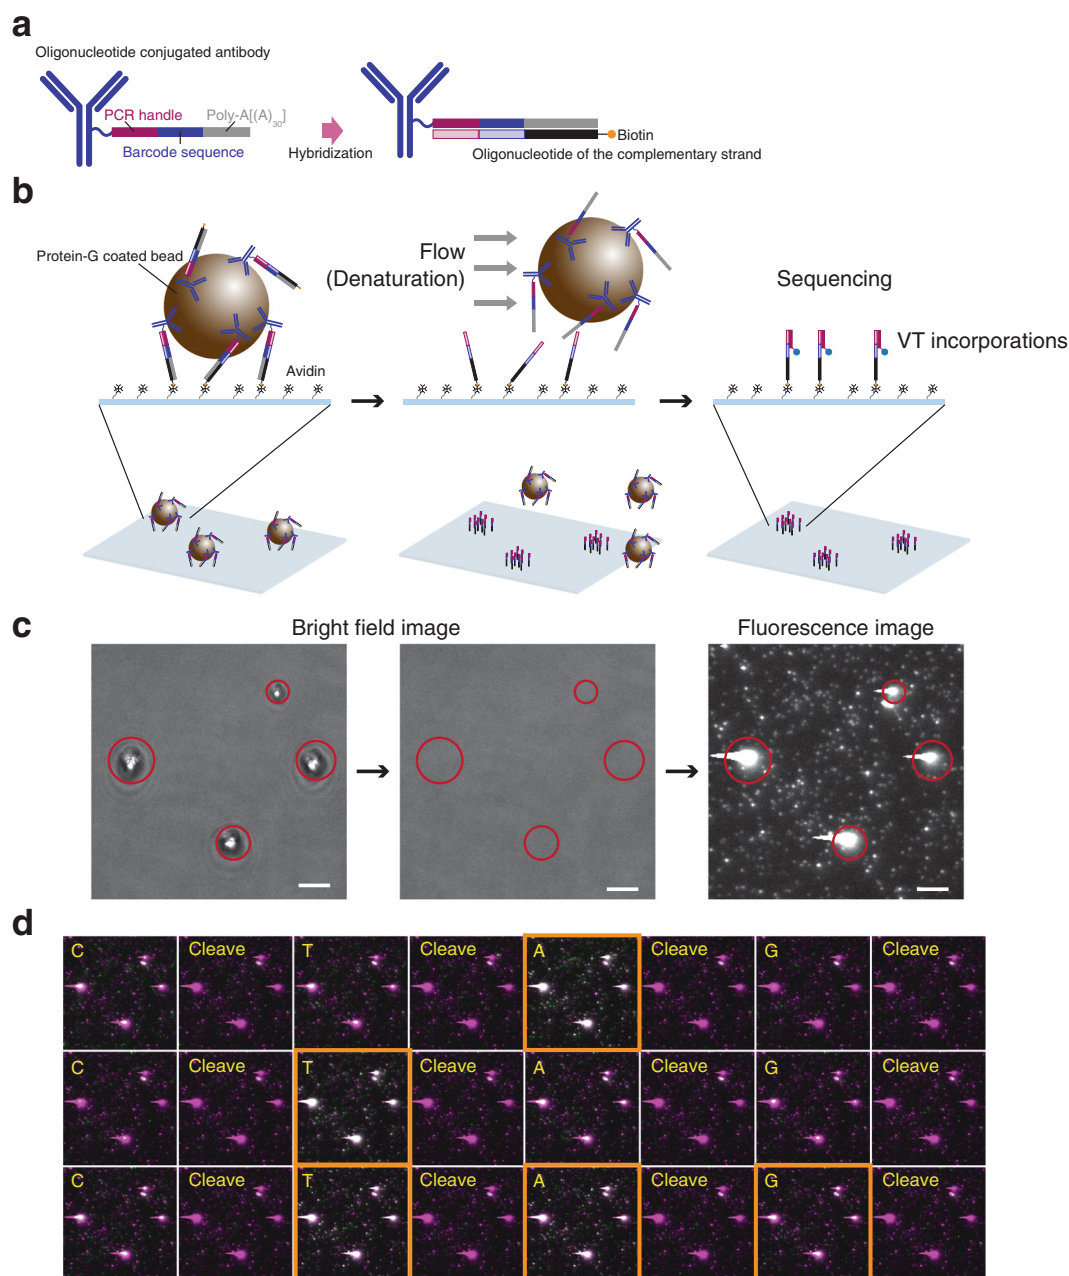 a
Oligonucleotide conjugated antibody
PCR handle
Poly-A[(A)30]
Barcode sequence
Hybridization
Biotin
Oligonucleotide of the complementary strand
b
Protein-G coated bead
Flow
(Denaturation)
Sequencing
VT incorporations
Avidin
c
Bright field image
Fluorescence image
d
C Cleave T Cleave A Cleave G Cleave
C Cleave T Cleave A Cleave G Cleave
C Cleave T Cleave A Cleave G Cleave